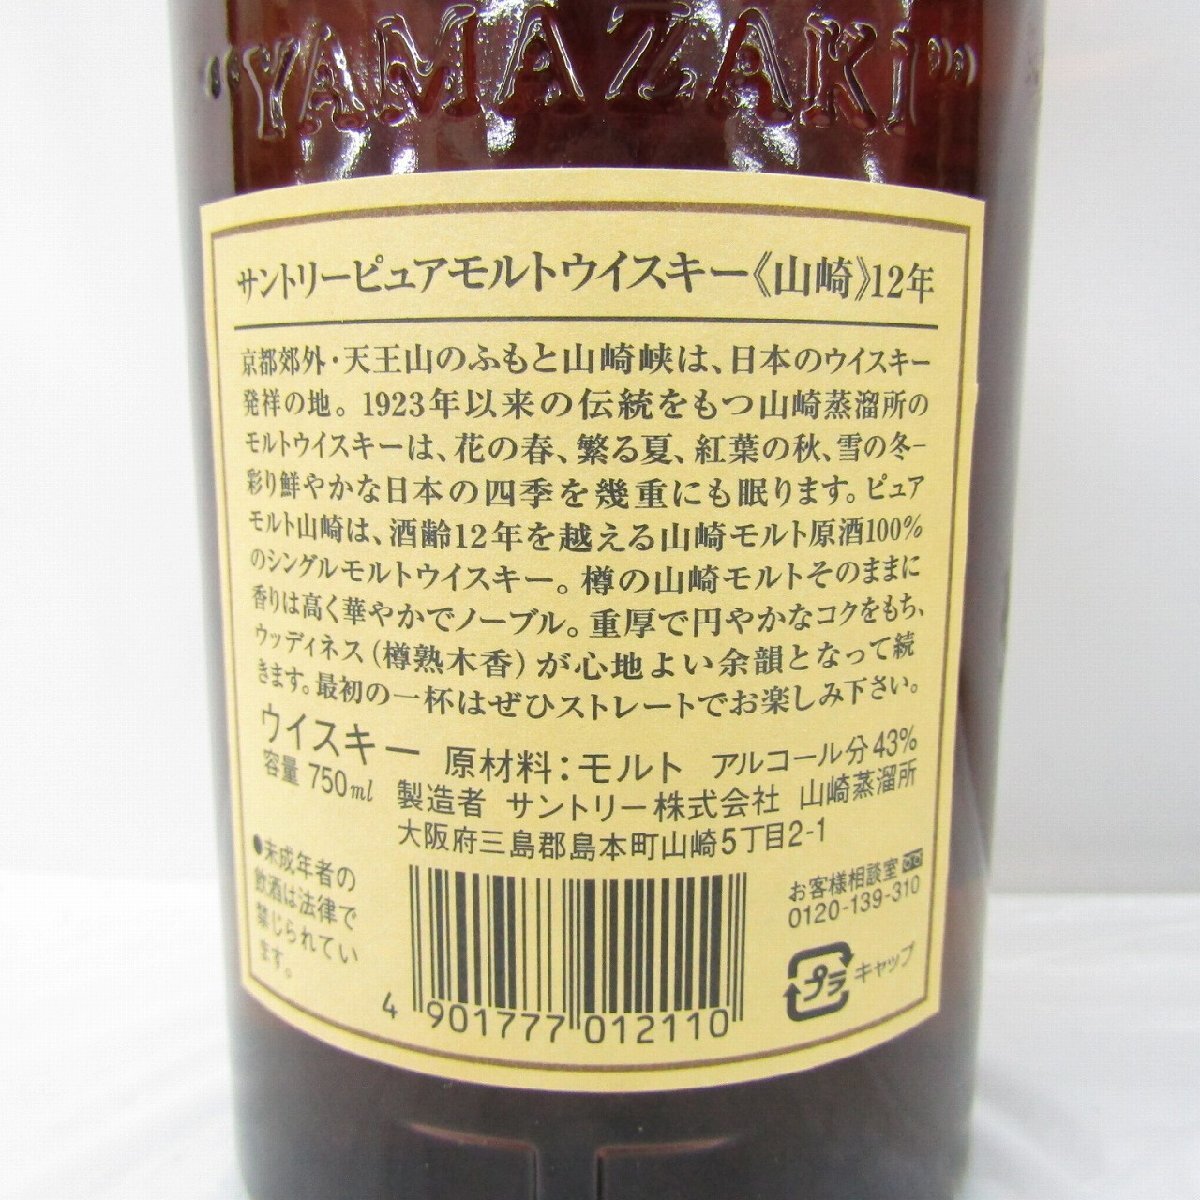 "YAMAZAKI"
サントリーピュアモルトウイスキー《山崎》12年
京都郊外・天王山のふもと山崎峡は、日本のウイスキー
発祥の地。1923年以来の伝統をもつ山崎蒸溜所の
モルトウイスキーは、花の春、繁る夏、紅葉の秋、雪の冬–
彩り鮮やかな日本の四季を幾重にも眠ります。ピュア
モルト山崎は、酒齢12年を越える山崎モルト原酒100%
のシングルモルトウイスキー。樽の山崎モルトそのままに
香りは高く華やかでノーブル。重厚で円やかなコクをもち、
ウッディネス(樽熟木香)が心地よい余韻となって続
きます。最初の一杯はぜひストレートでお楽しみ下さい。
ウイスキー 原材料:モルト アルコール分43%
容量 750ml 製造者 サントリー株式会社 山崎蒸溜所
大阪府三島郡島本町山崎5丁目2-1
●未成年者の
飲酒は法律で
禁じられてい
ます。
お客様相談室
0120-139-310
プラ キャップ
4 901777 012110